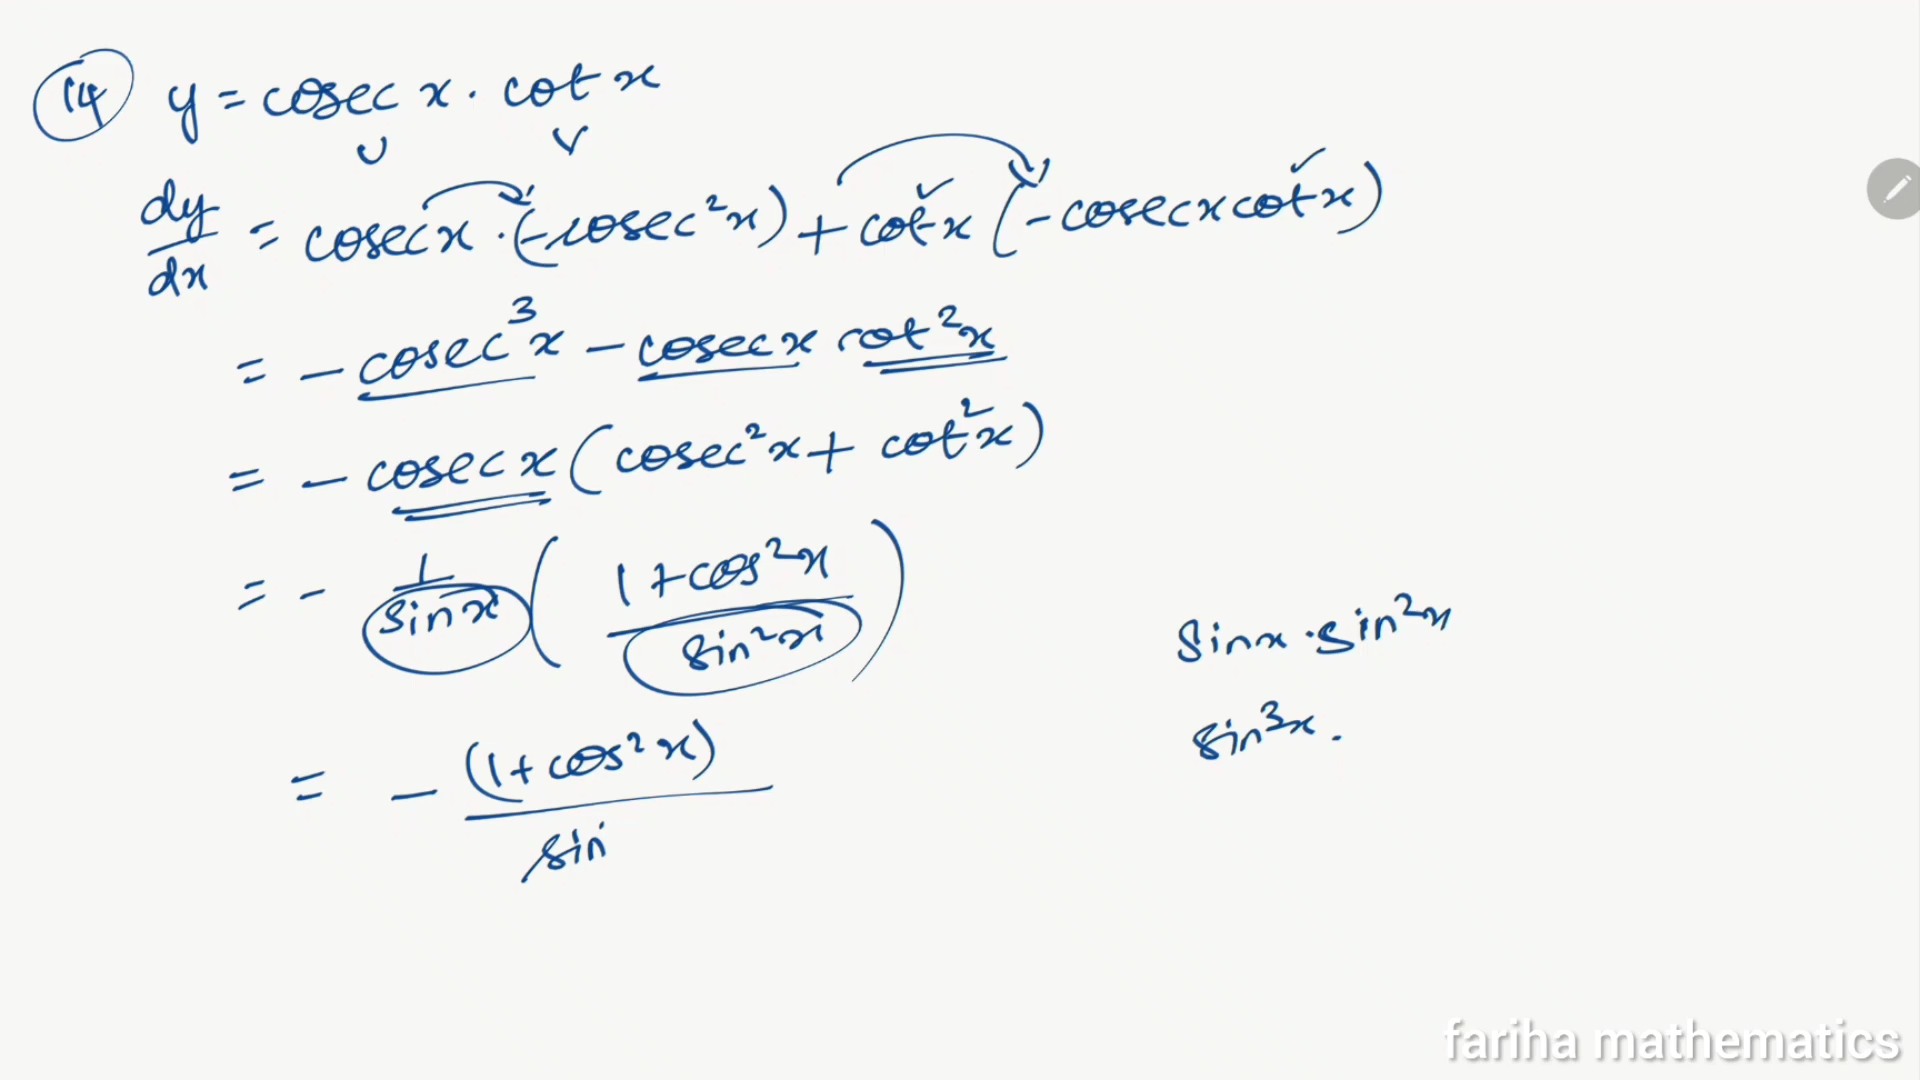 14 y = cosec x . cot x
U V
dy/dx = cosec x . (-cosec²x) + cot x (-cosec x cot x)
= - cosec³x - cosec x cot²x
= - cosec x (cosec²x + cot²x)
= - 1/sin x ( 1 + cos²x / sin²x )
sin x . sin²x
sin³x .
= - (1 + cos²x) / sin
fariha mathematics